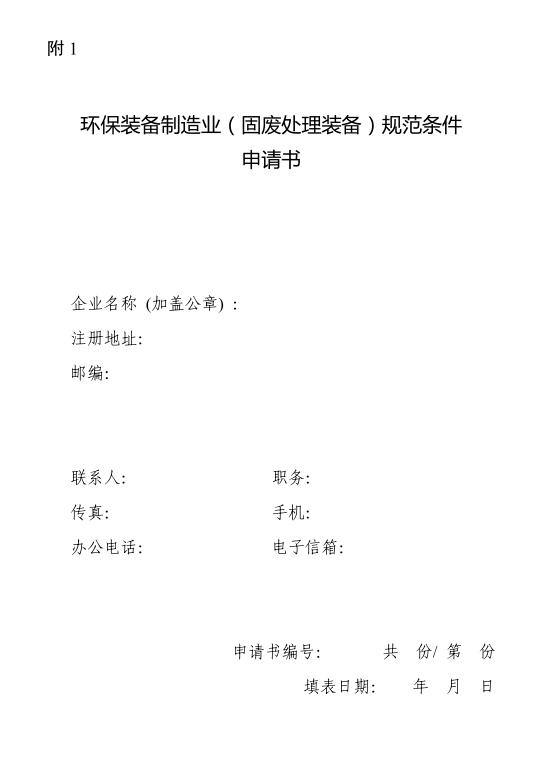 附 1
环保装备制造业（固废处理装备）规范条件
申请书
企业名称 (加盖公章) :
注册地址:
邮编:
联系人: 职务:
传真: 手机:
办公电话: 电子信箱:
申请书编号: 共 份/ 第 份
填表日期: 年 月 日